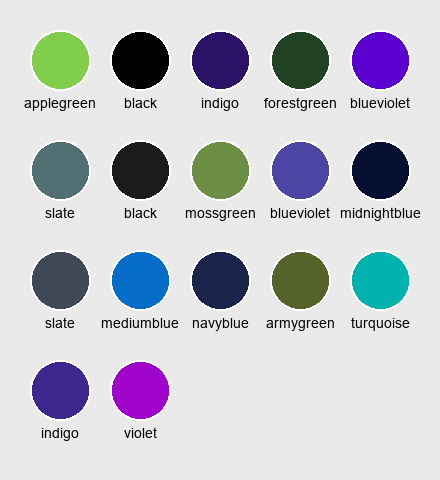 applegreen black indigo forestgreen blueviolet
slate black mossgreen blueviolet midnightblue
slate mediumblue navyblue armygreen turquoise
indigo violet